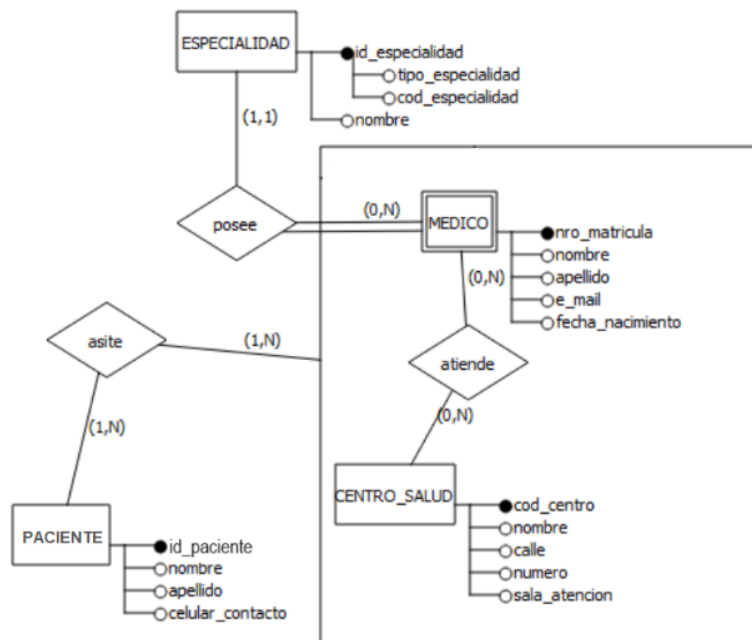 ESPECIALIDAD
id_especialidad
tipo_especialidad
cod_especialidad
nombre
(1,1)
posee
(0,N)
MEDICO
nro_matricula
nombre
apellido
e_mail
fecha_nacimiento
(0,N)
asite
(1,N)
atiende
(1,N)
(0,N)
CENTRO_SALUD
cod_centro
nombre
calle
numero
sala_atencion
PACIENTE
id_paciente
nombre
apellido
celular_contacto